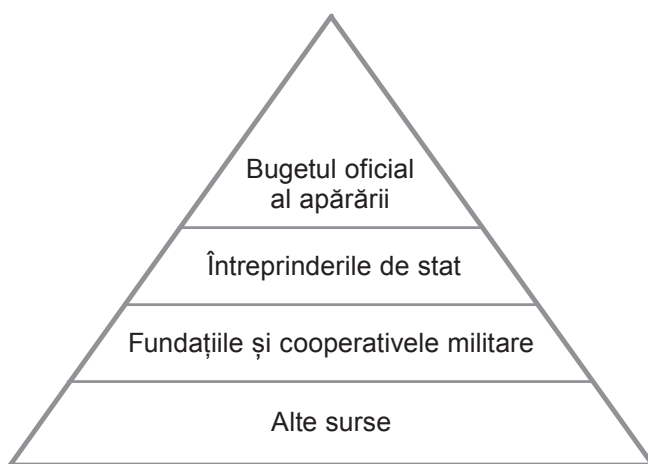 Bugetul oficial
al apărării
Întreprinderile de stat
Fundațiile și cooperativele militare
Alte surse